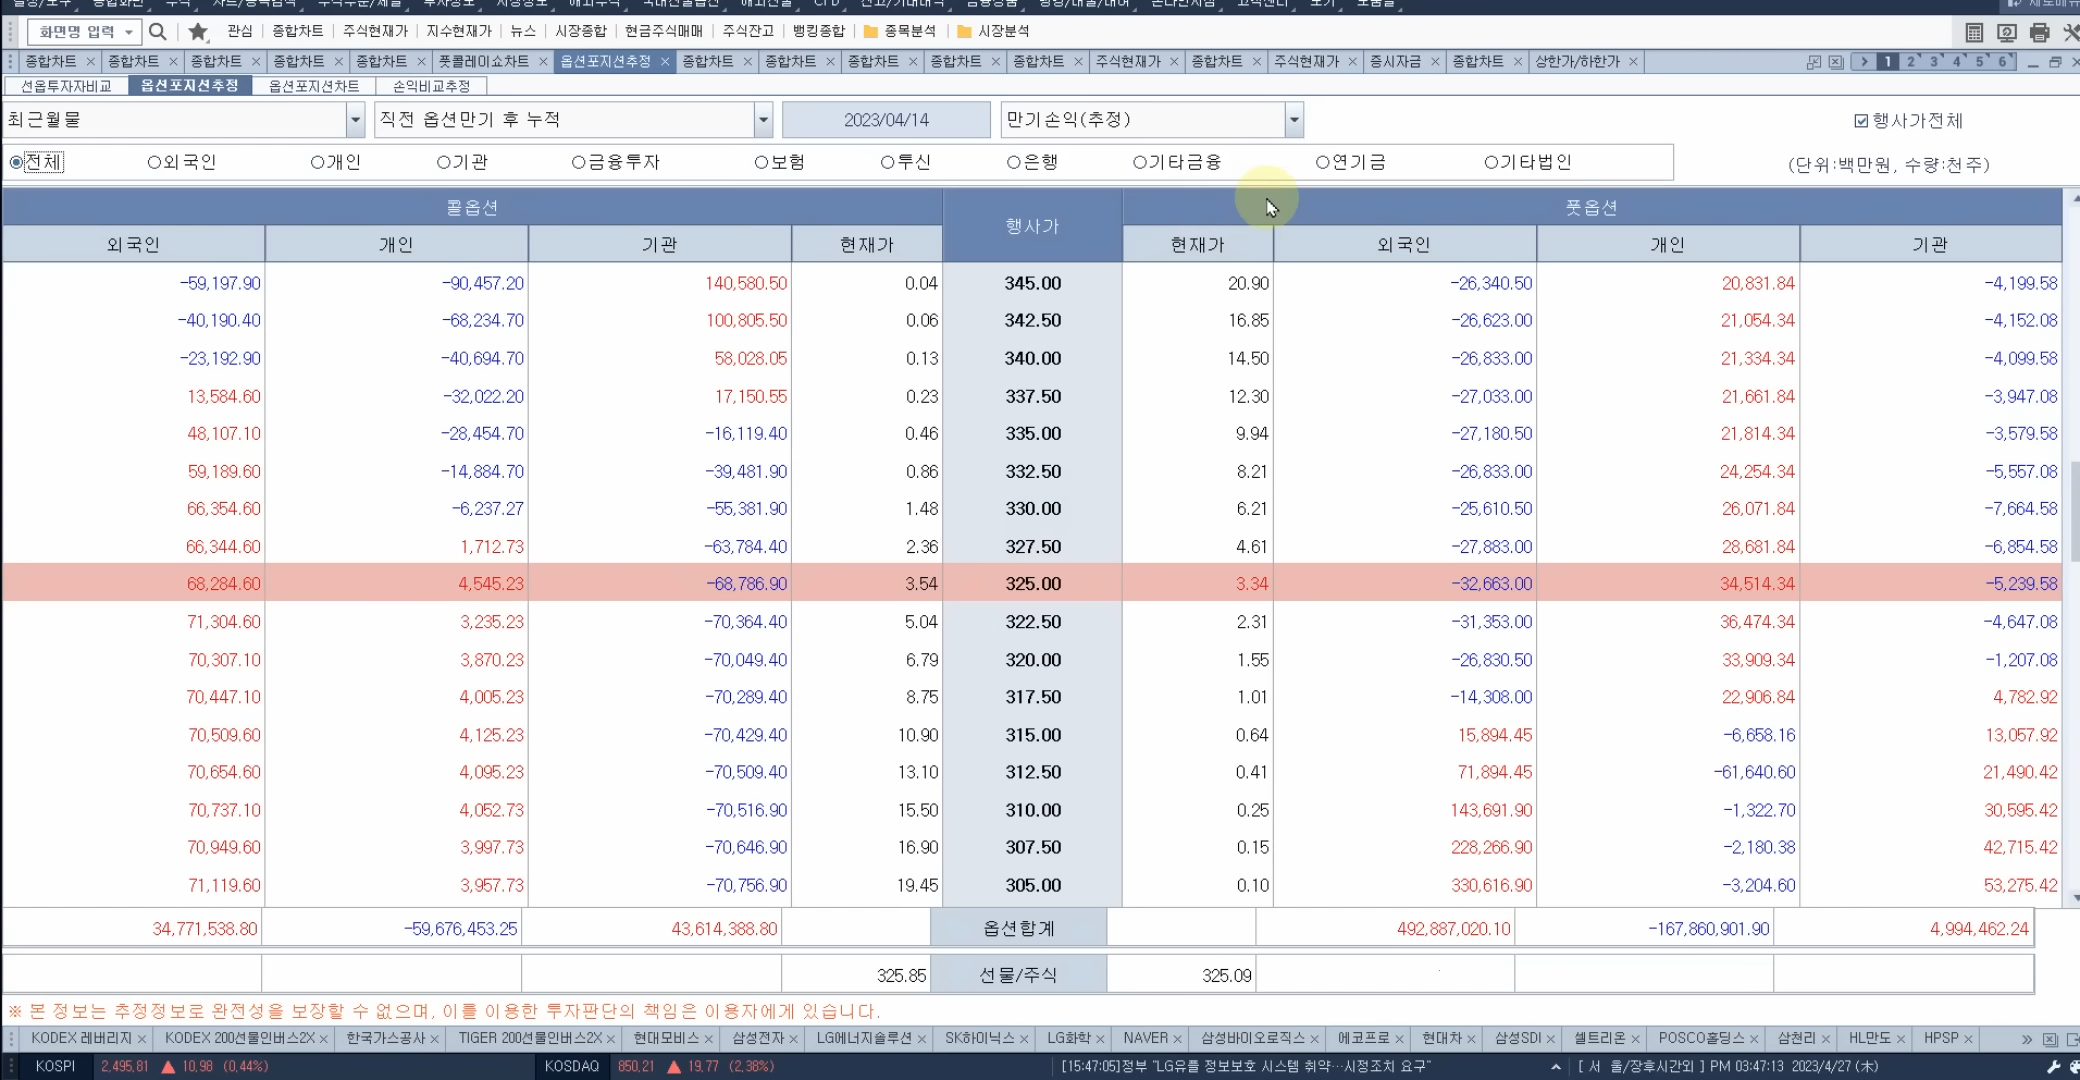 화면명 입력 관심 종합차트 주식현재가 지수현재가 뉴스 시장종합 현금주식매매 주식잔고 뱅킹종합 종목분석 시장분석
종합차트 × 종합차트 × 종합차트 × 종합차트 × 종합차트 × 풋콜레이쇼차트 × 옵션포지션추정 × 종합차트 × 종합차트 × 종합차트 × 종합차트 × 종합차트 × 주식현재가 × 종합차트 × 주식현재가 × 증시자금 × 종합차트 × 상한가/하한가 × 1 2 3 4 5 6
선옵투자자비교 옵션포지션추정 옵션포지션차트 손익비교추정
최근월물 직전 옵션만기 후 누적 2023/04/14 만기손익(추정) 행사가전체
전체 외국인 개인 기관 금융투자 보험 투신 은행 기타금융 연기금 기타법인 (단위:백만원, 수량:천주)
콜옵션 행사가 풋옵션
외국인 개인 기관 현재가 현재가 외국인 개인 기관
-59,197.90 -90,457.20 140,580.50 0.04 345.00 20.90 -26,340.50 20,831.84 -4,199.58
-40,190.40 -68,234.70 100,805.50 0.06 342.50 16.85 -26,623.00 21,054.34 -4,152.08
-23,192.90 -40,694.70 58,028.05 0.13 340.00 14.50 -26,833.00 21,334.34 -4,099.58
13,584.60 -32,022.20 17,150.55 0.23 337.50 12.30 -27,033.00 21,661.84 -3,947.08
48,107.10 -28,454.70 -16,119.40 0.46 335.00 9.94 -27,180.50 21,814.34 -3,579.58
59,189.60 -14,884.70 -39,481.90 0.86 332.50 8.21 -26,833.00 24,254.34 -5,557.08
66,354.60 -6,237.27 -55,381.90 1.48 330.00 6.21 -25,610.50 26,071.84 -7,664.58
66,344.60 1,712.73 -63,784.40 2.36 327.50 4.61 -27,883.00 28,681.84 -6,854.58
68,284.60 4,545.23 -68,786.90 3.54 325.00 3.34 -32,663.00 34,514.34 -5,239.58
71,304.60 3,235.23 -70,364.40 5.04 322.50 2.31 -31,353.00 36,474.34 -4,647.08
70,307.10 3,870.23 -70,049.40 6.79 320.00 1.55 -26,830.50 33,909.34 -1,207.08
70,447.10 4,005.23 -70,289.40 8.75 317.50 1.01 -14,308.00 22,906.84 4,782.92
70,509.60 4,125.23 -70,429.40 10.90 315.00 0.64 15,894.45 -6,658.16 13,057.92
70,654.60 4,095.23 -70,509.40 13.10 312.50 0.41 71,894.45 -61,640.60 21,490.42
70,737.10 4,052.73 -70,516.90 15.50 310.00 0.25 143,691.90 -1,322.70 30,595.42
70,949.60 3,997.73 -70,646.90 16.90 307.50 0.15 228,266.90 -2,180.38 42,715.42
71,119.60 3,957.73 -70,756.90 19.45 305.00 0.10 330,616.90 -3,204.60 53,275.42
34,771,538.80 -59,676,453.25 43,614,388.80 옵션합계 492,887,020.10 -167,860,901.90 4,994,462.24
325.85 선물/주식 325.09
※ 본 정보는 추정정보로 완전성을 보장할 수 없으며, 이를 이용한 투자판단의 책임은 이용자에게 있습니다.
KODEX 레버리지 × KODEX 200선물인버스2X × 한국가스공사 × TIGER 200선물인버스2X × 현대모비스 × 삼성전자 × LG에너지솔루션 × SK하이닉스 × LG화학 × NAVER × 삼성바이오로직스 × 에코프로 × 현대차 × 삼성SDI × 셀트리온 × POSCO홀딩스 × 삼천리 × HL만도 × HPSP ×
KOSPI 2,495.81 ▲ 10.98 (0.44%) KOSDAQ 850.21 ▲ 19.77 (2.38%) [15:47:05]정부 "LG유플 정보보호 시스템 취약…시정조치 요구" [ 서 울/장후시간외 ] PM 03:47:13 2023/4/27 (木)